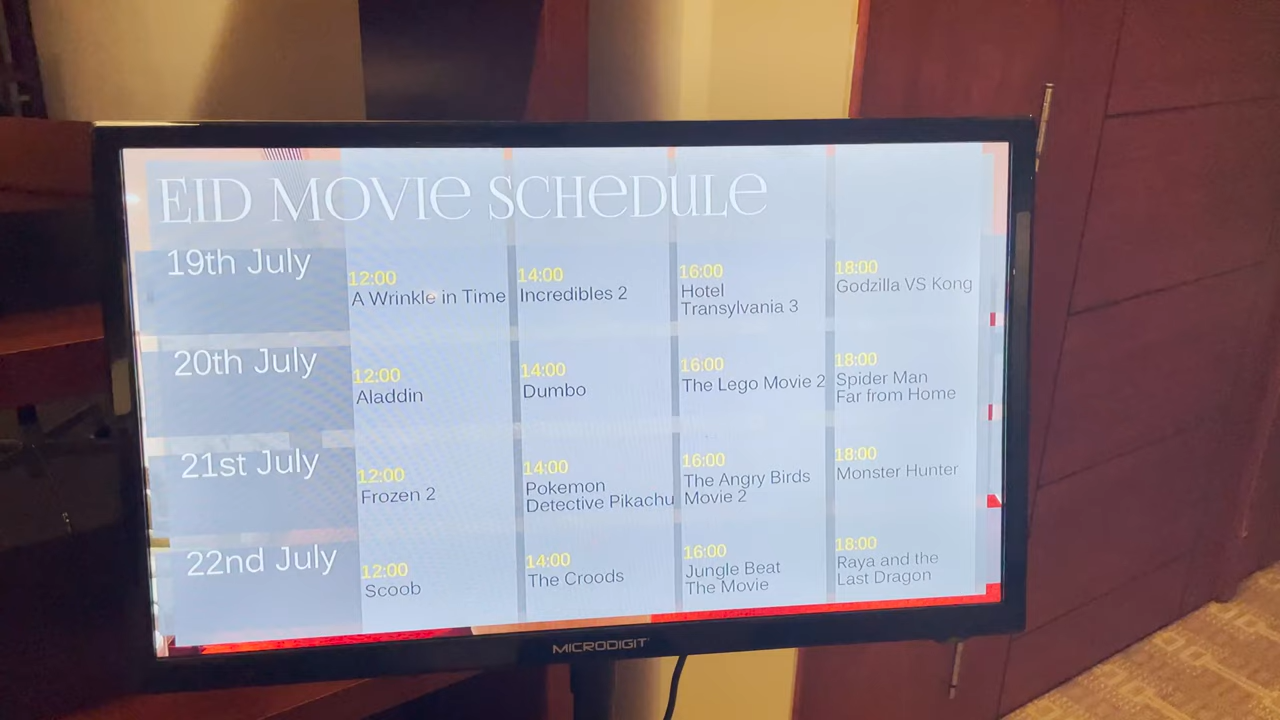 EID MOVIE SCHEDULE
19th July
12:00
A Wrinkle in Time
14:00
Incredibles 2
16:00
Hotel
Transylvania 3
18:00
Godzilla VS Kong
20th July
12:00
Aladdin
14:00
Dumbo
16:00
The Lego Movie 2
18:00
Spider Man
Far from Home
21st July
12:00
Frozen 2
14:00
Pokemon
Detective Pikachu
16:00
The Angry Birds
Movie 2
18:00
Monster Hunter
22nd July
12:00
Scoob
14:00
The Croods
16:00
Jungle Beat
The Movie
18:00
Raya and the
Last Dragon
MICRODIGIT